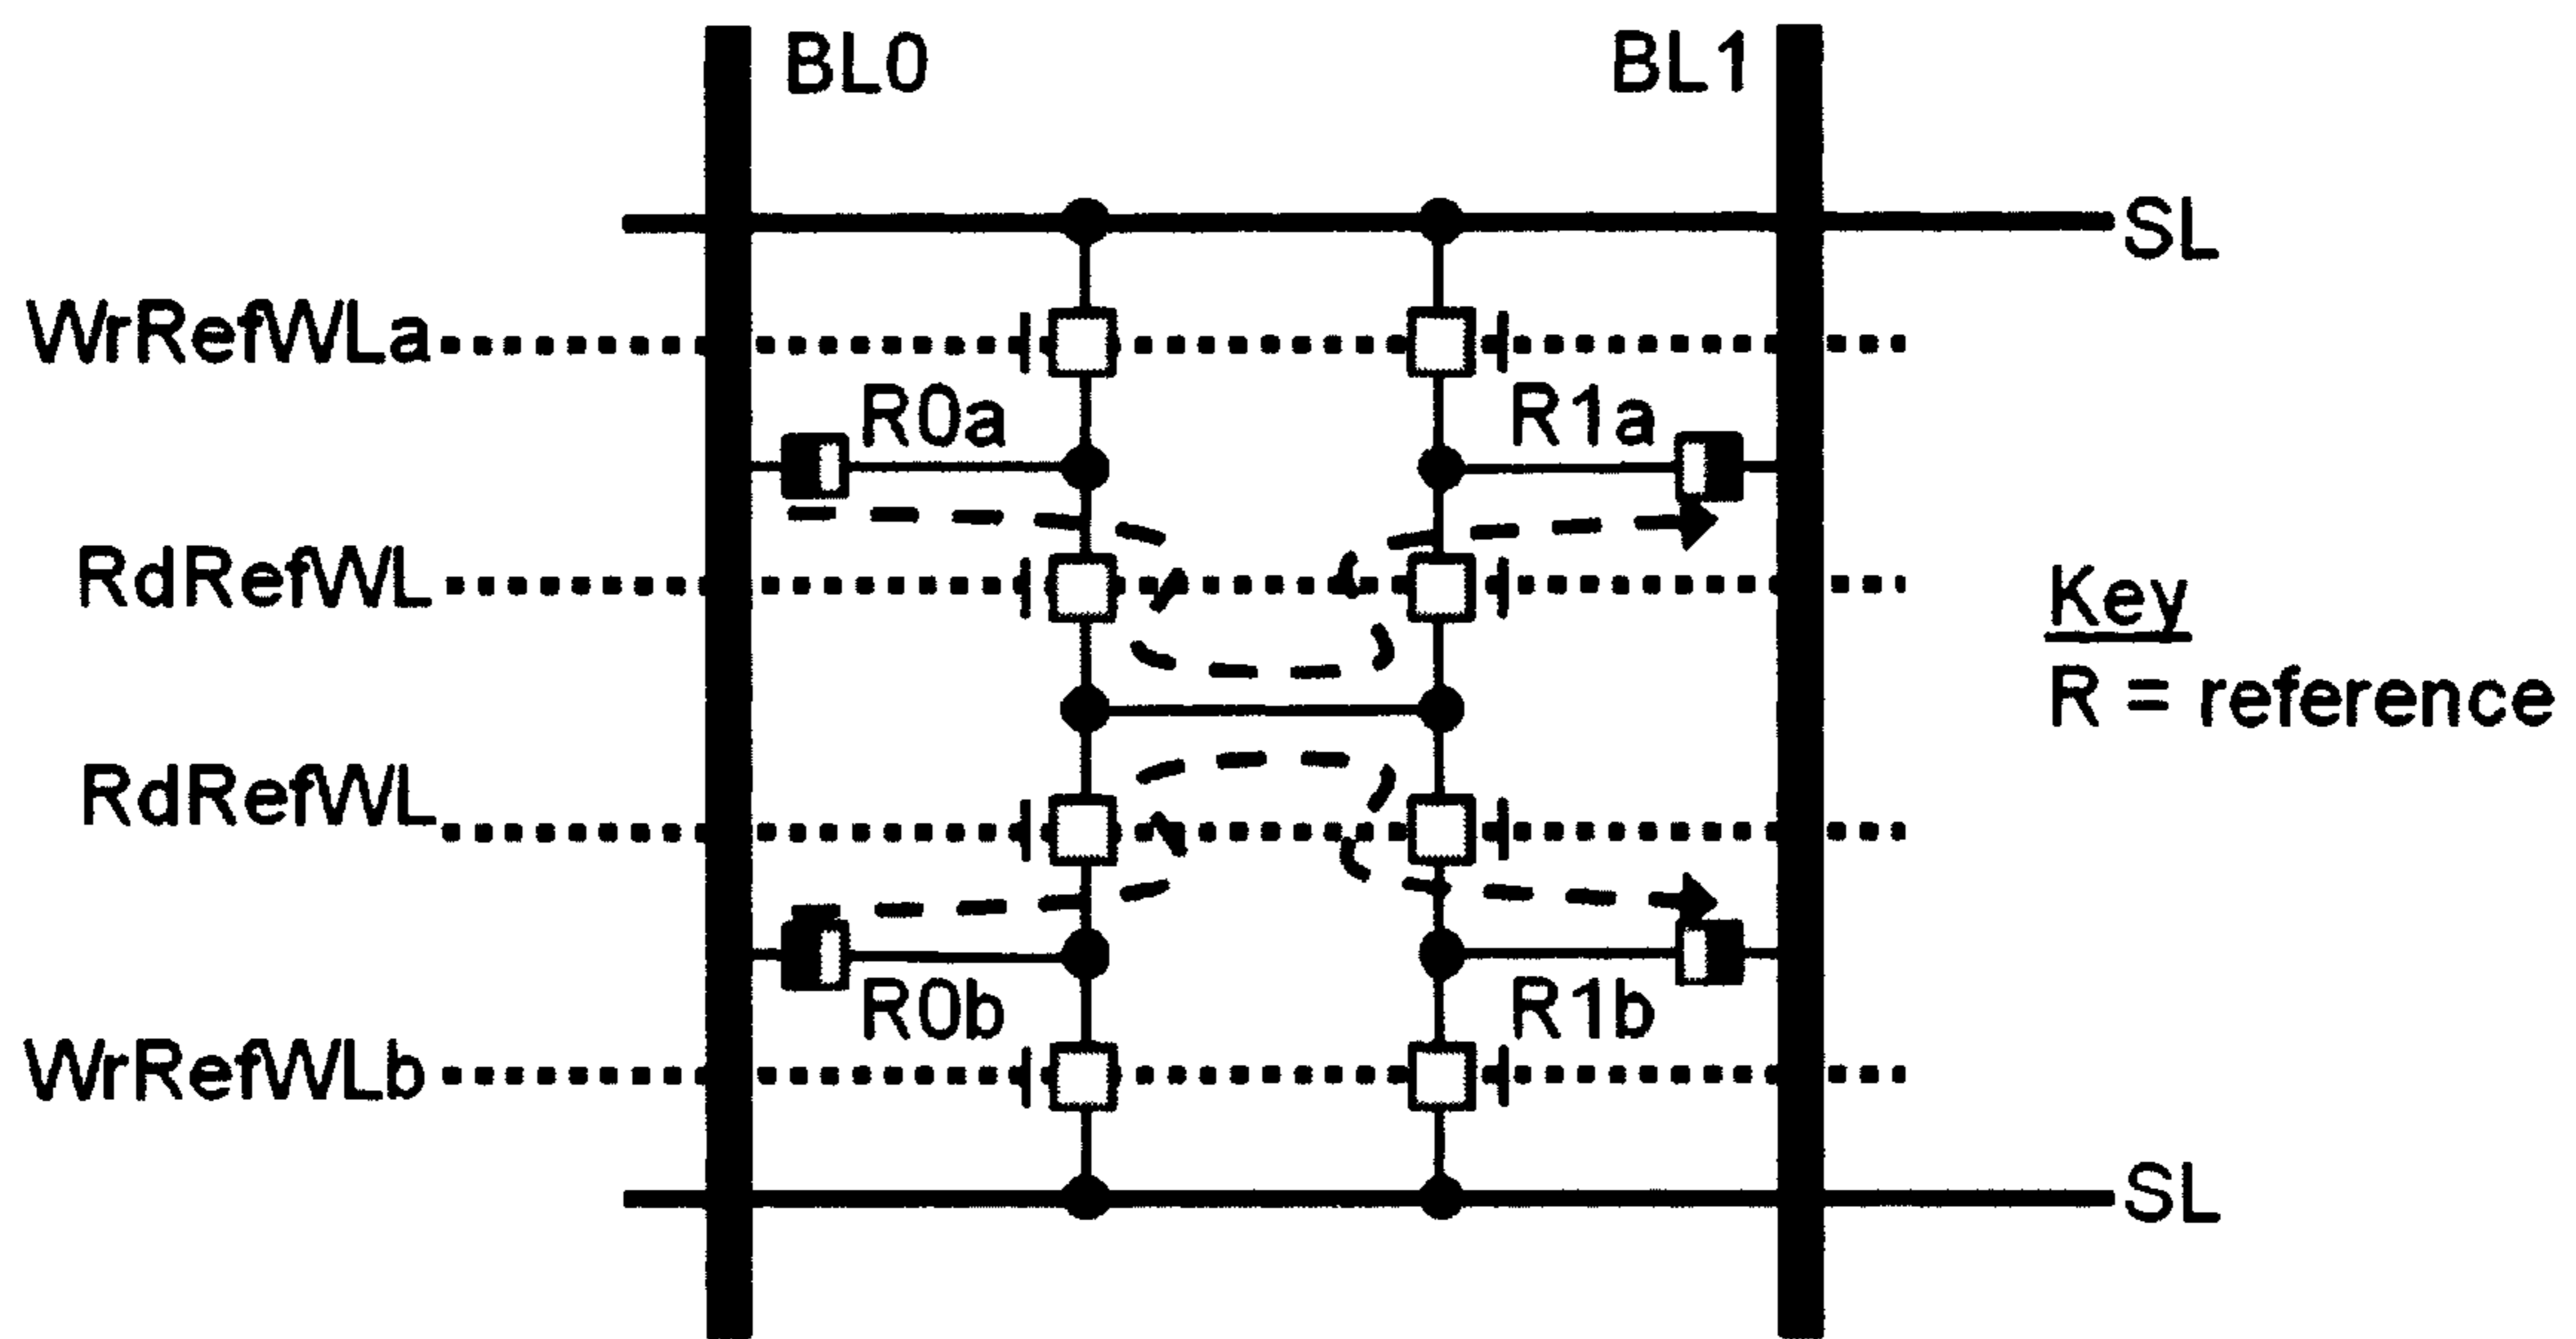 BL0
BL1
SL
WrRefWLa
R0a
R1a
RdRefWL
Key
R = reference
RdRefWL
R0b
R1b
WrRefWLb
SL